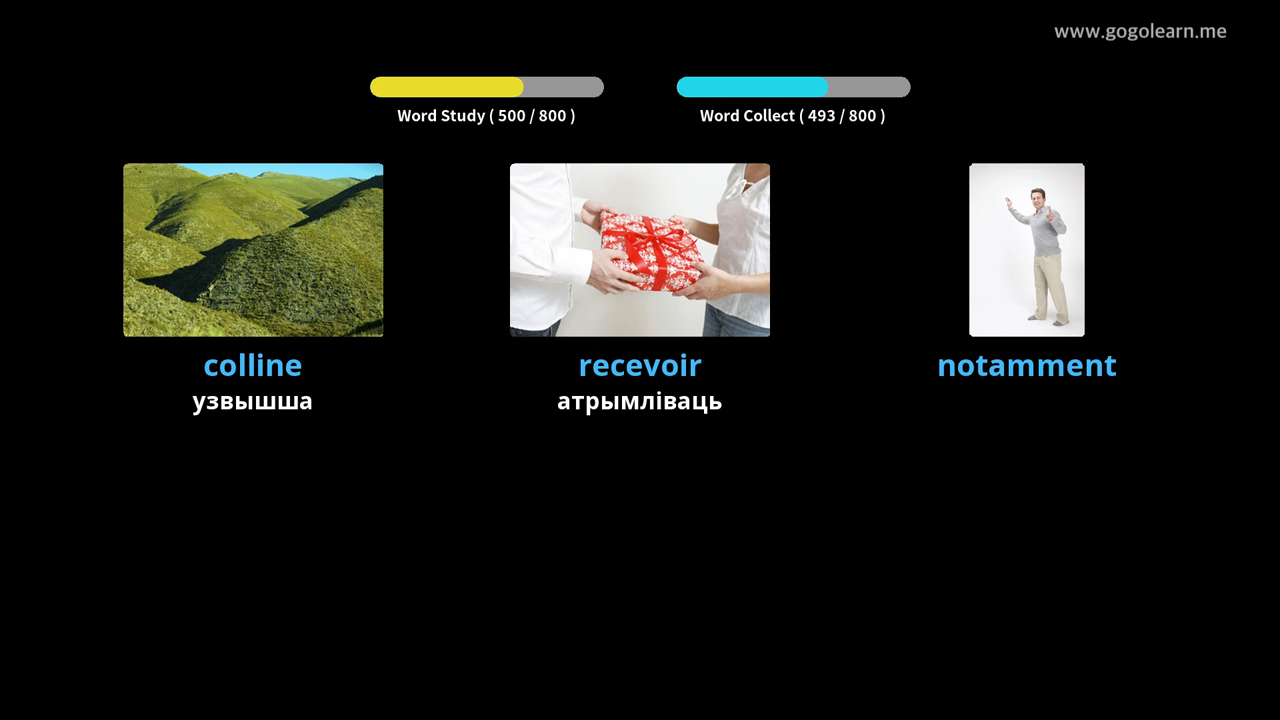 www.gogolearn.me
Word Study ( 500 / 800 )
Word Collect ( 493 / 800 )
colline
recevoir
notamment
узвышша
атрымліваць